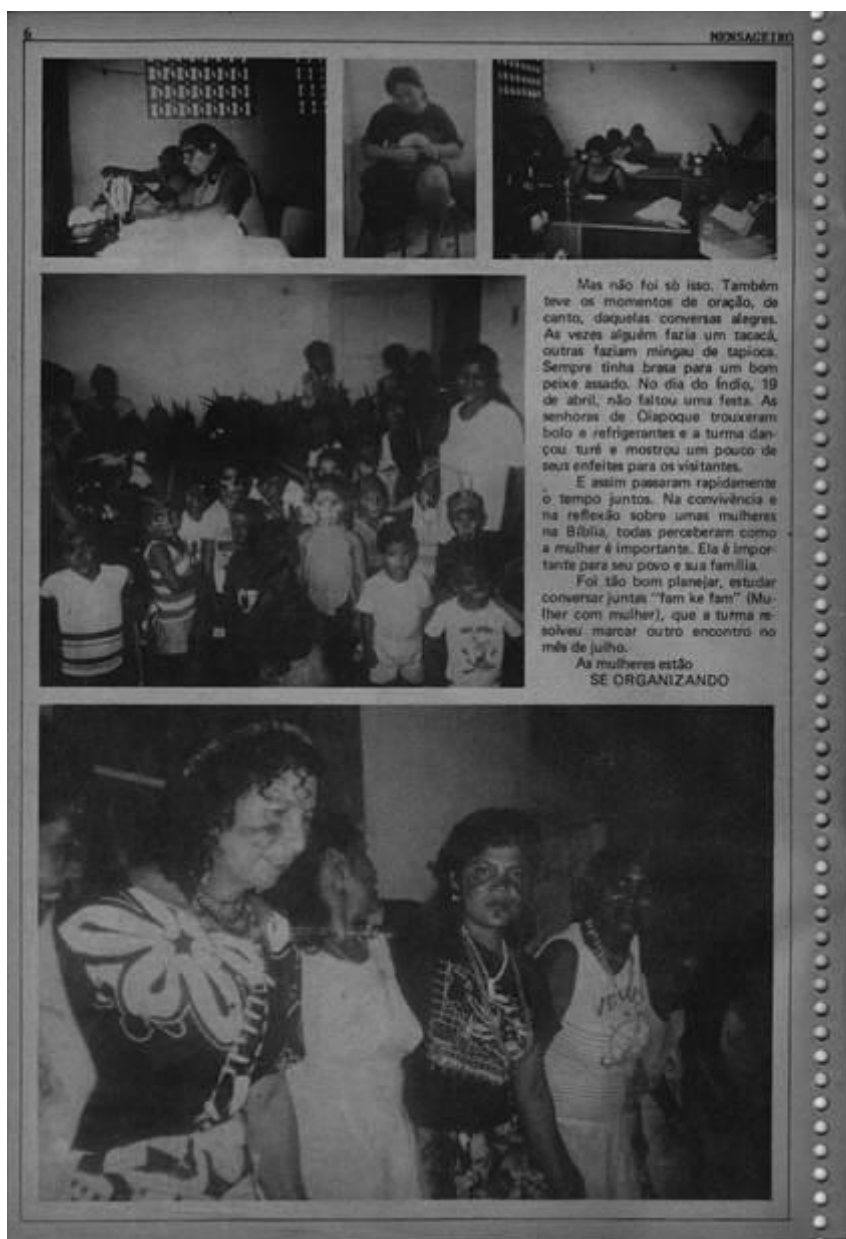 6
MENSAGEIRO
Mas não foi só isso. Também
teve os momentos de oração, de
canto, daquelas conversas alegres.
As vezes alguém fazia um tacacá,
outras faziam mingau de tapioca.
Sempre tinha brasa para um bom
peixe assado. No dia do Índio, 19
de abril, não faltou uma festa. As
senhoras de Oiapoque trouxeram
bolo e refrigerantes e a turma dan-
çou turé e mostrou um pouco de
seus enfeites para os visitantes.
E assim passaram rapidamente
o tempo juntos. Na convivência e
na reflexão sobre umas mulheres
na Bíblia, todas perceberam como
a mulher é importante. Ela é impor-
tante para seu povo e sua família.
Foi tão bom planejar, estudar
conversar juntas "fam ke fam" (Mu-
lher com mulher), que a turma re-
solveu marcar outro encontro no
mês de julho.
As mulheres estão
SE ORGANIZANDO